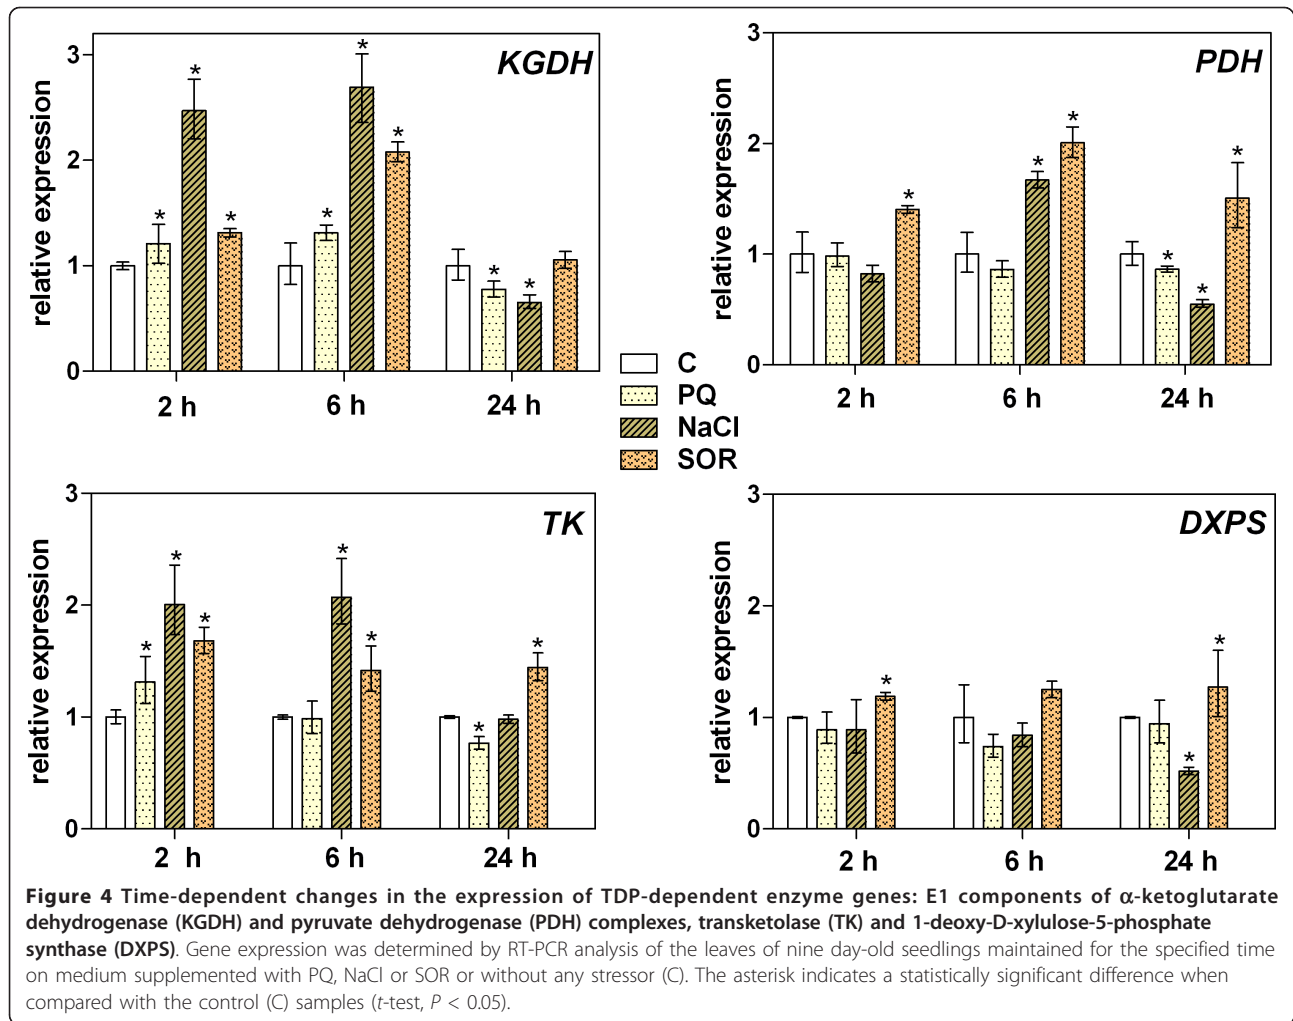 KGDH
relative expression
3
2
1
0
* * * * * * * *
2 h 6 h 24 h
PDH
relative expression
3
2
1
0
* * * * * *
2 h 6 h 24 h
C
PQ
NaCl
SOR
TK
relative expression
3
2
1
0
* * * * * * *
2 h 6 h 24 h
DXPS
relative expression
3
2
1
0
* * *
2 h 6 h 24 h
Figure 4 Time-dependent changes in the expression of TDP-dependent enzyme genes: E1 components of α-ketoglutarate
dehydrogenase (KGDH) and pyruvate dehydrogenase (PDH) complexes, transketolase (TK) and 1-deoxy-D-xylulose-5-phosphate
synthase (DXPS). Gene expression was determined by RT-PCR analysis of the leaves of nine day-old seedlings maintained for the specified time
on medium supplemented with PQ, NaCl or SOR or without any stressor (C). The asterisk indicates a statistically significant difference when
compared with the control (C) samples (t-test, P < 0.05).